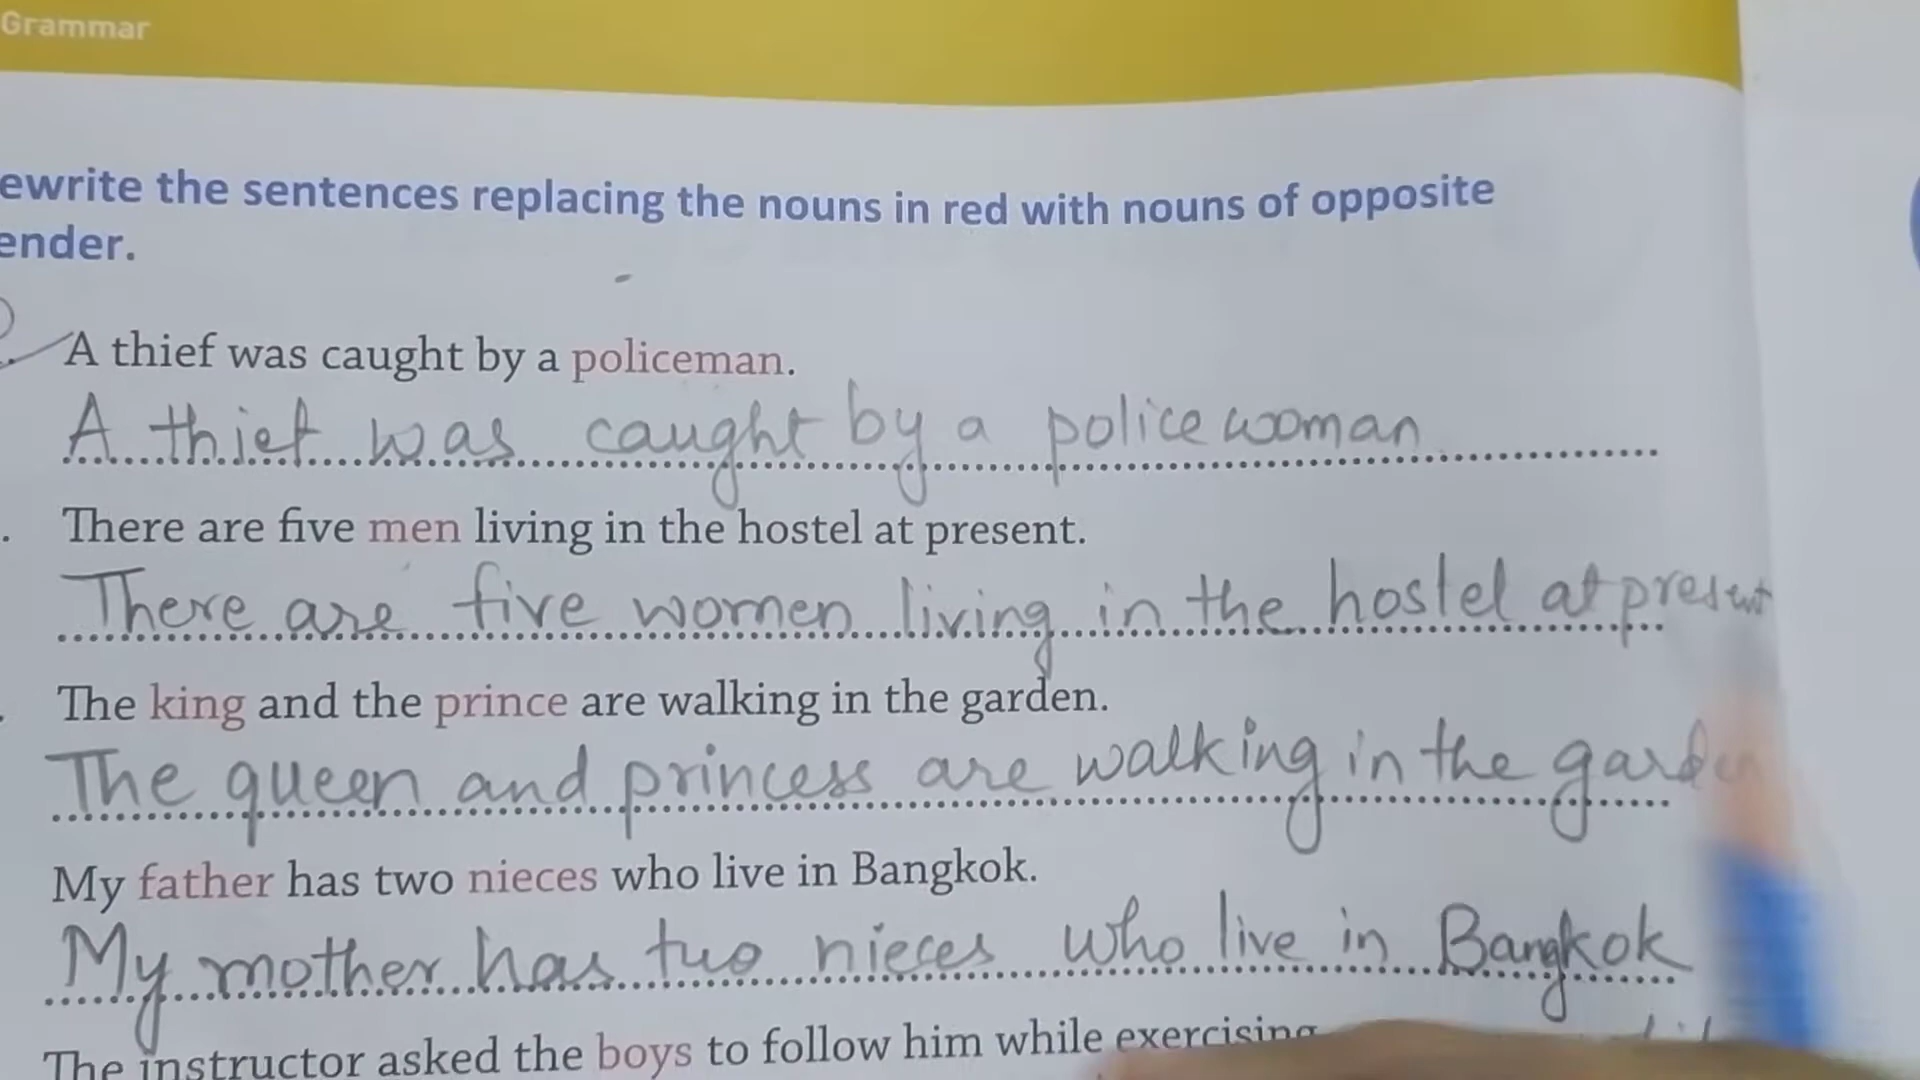 Grammar
ewrite the sentences replacing the nouns in red with nouns of opposite
ender.
. A thief was caught by a policeman.
A thief was caught by a policewoman
. There are five men living in the hostel at present.
There are five women living in the hostel at present
. The king and the prince are walking in the garden.
The queen and princess are walking in the garden
My father has two nieces who live in Bangkok.
My mother has two nieces who live in Bangkok
The instructor asked the boys to follow him while exercising